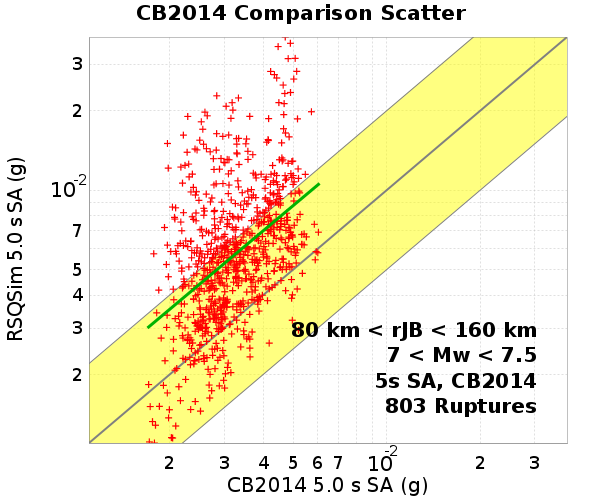 CB2014 Comparison Scatter
RSQSim 5.0 s SA (g)
3
2
10-2
7
5
4
3
2
80 km < rJB < 160 km
7 < Mw < 7.5
5s SA, CB2014
803 Ruptures
2 3 4 5 6 7 10-2 2 3
CB2014 5.0 s SA (g)